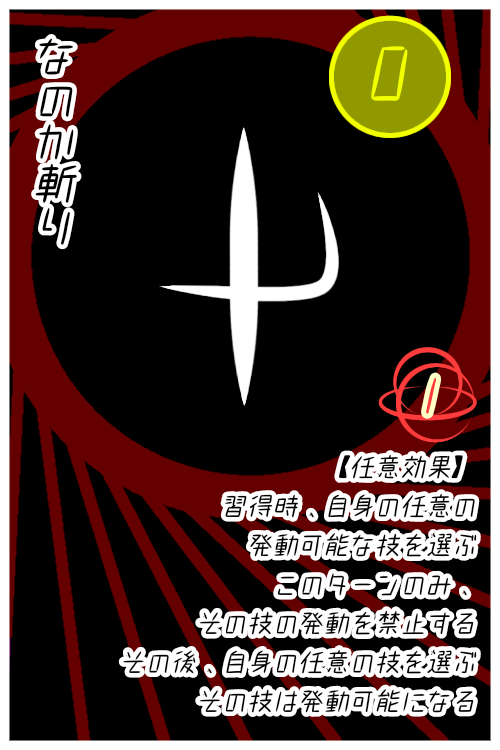 なのか斬り
0
1
【任意効果】
習得時、自身の任意の
発動可能な技を選ぶ
このターンのみ、
その技の発動を禁止する
その後、自身の任意の技を選ぶ
その技は発動可能になる